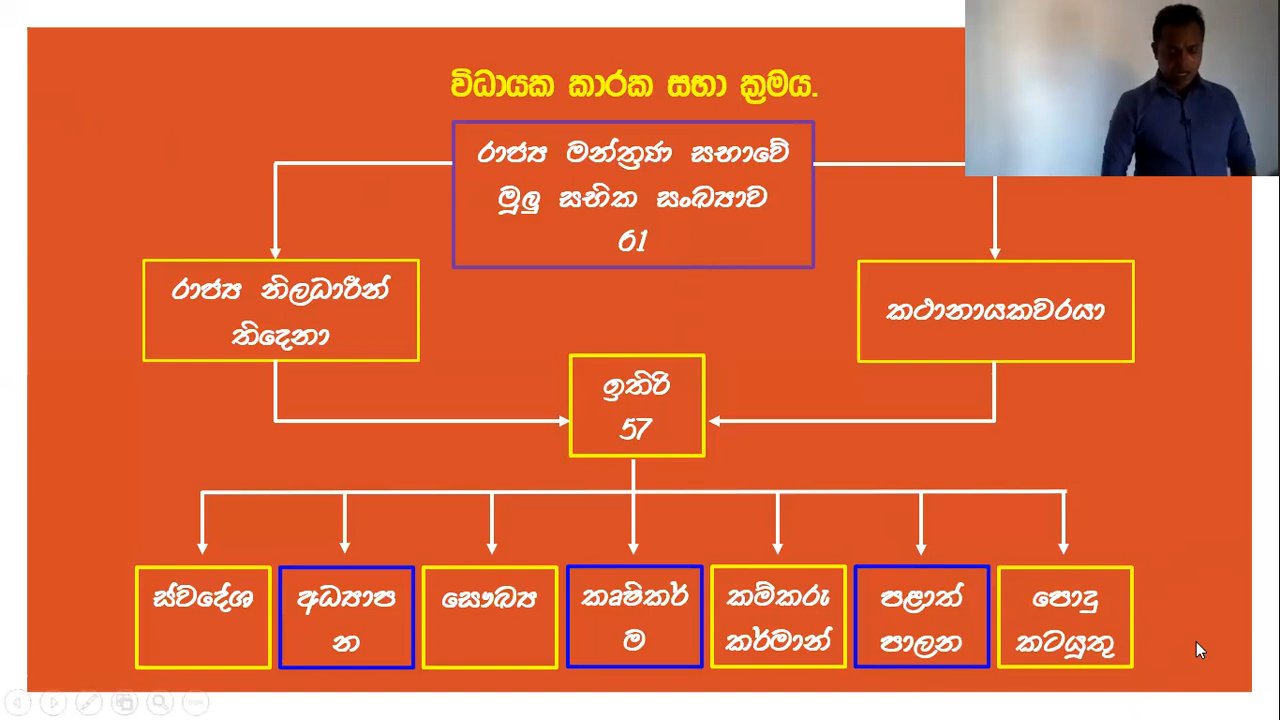 විධායක කාරක සභා ක්‍රමය.
රාජ්‍ය මන්ත්‍රණ සභාවේ
මුලු සභික සංඛ්‍යාව
61
රාජ්‍ය නිලධාරීන්
තිදෙනා
කථානායකවරයා
ඉතිරි
57
ස්වදේශ
අධ්‍යාප
න
සෞඛ්‍ය
කෘෂිකර්
ම
කම්කරු
කර්මාන්
පළාත්
පාලන
පොදු
කටයුතු